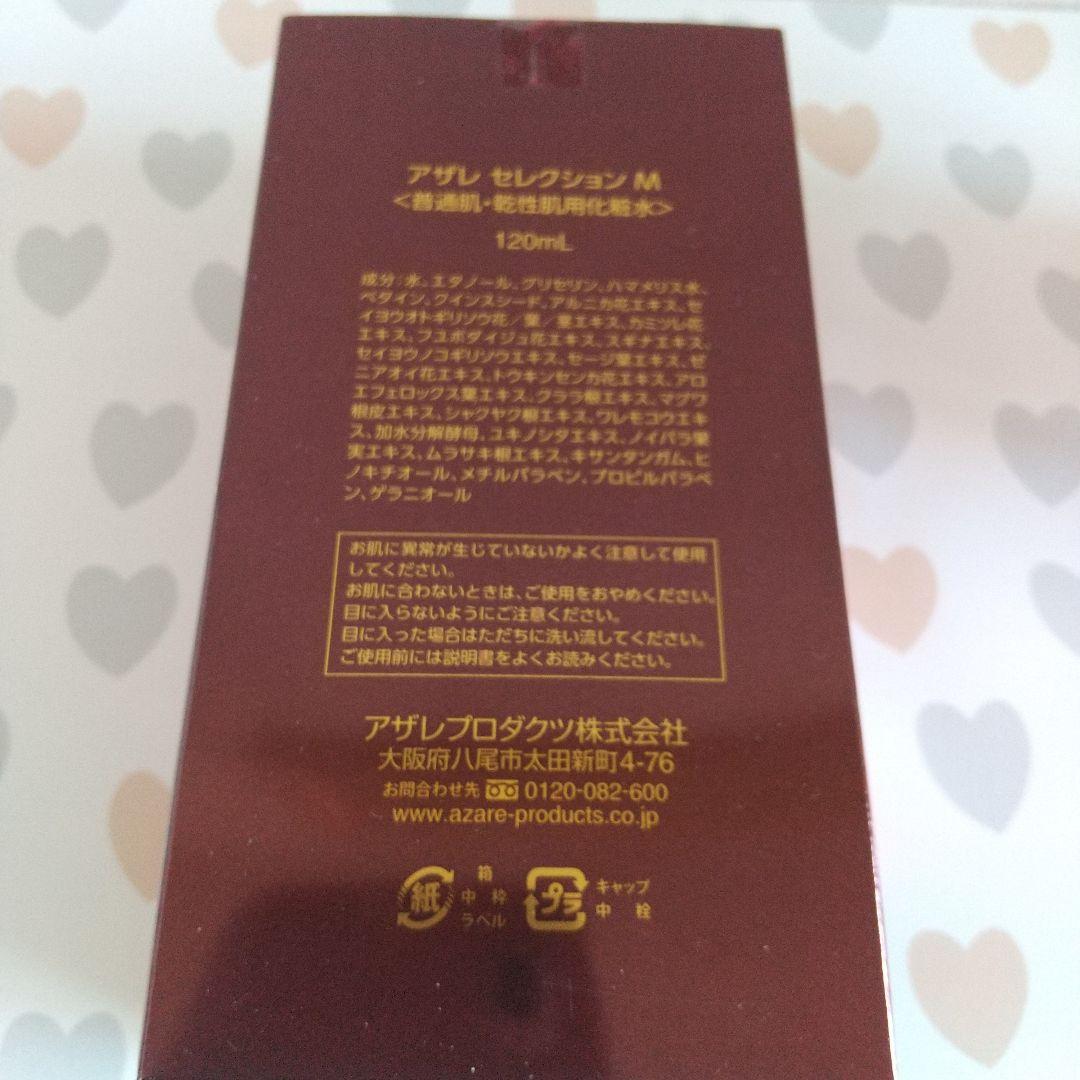 アザレ セレクション M
<普通肌・乾性肌用化粧水>
120mL
成分:水、エタノール、グリセリン、ハマメリス水、
ベタイン、クインスシード、アルニカ花エキス、セ
イヨウオトギリソウ花／葉／茎エキス、カミツレ花
エキス、フユボダイジュ花エキス、スギナエキス、
セイヨウノコギリソウエキス、セージ葉エキス、ゼ
ニアオイ花エキス、トウキンセンカ花エキス、アロ
エフェロックス葉エキス、クララ根エキス、マグワ
根皮エキス、シャクヤク根エキス、ワレモコウエキ
ス、加水分解酵母、ユキノシタエキス、ノイバラ果
実エキス、ムラサキ根エキス、キサンタンガム、ヒ
ノキチオール、メチルパラベン、プロピルパラベ
ン、ゲラニオール
お肌に異常が生じていないかよく注意して使用
してください。
お肌に合わないときは、ご使用をおやめください。
目に入らないようにご注意ください。
目に入った場合はただちに洗い流してください。
ご使用前には説明書をよくお読みください。
アザレプロダクツ株式会社
大阪府八尾市太田新町4-76
お問合わせ先 0120-082-600
www.azare-products.co.jp
紙 箱 中枠 ラベル
プラ キャップ 中栓